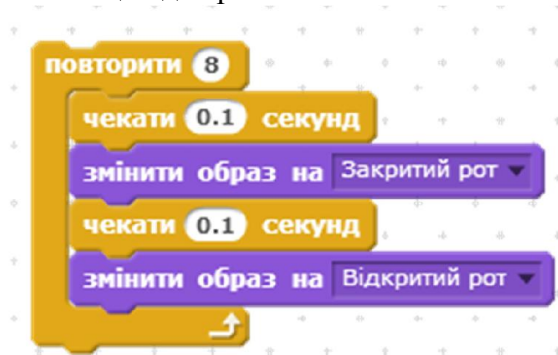 повторити 8
чекати 0.1 секунд
змінити образ на Закритий рот
чекати 0.1 секунд
змінити образ на Відкритий рот